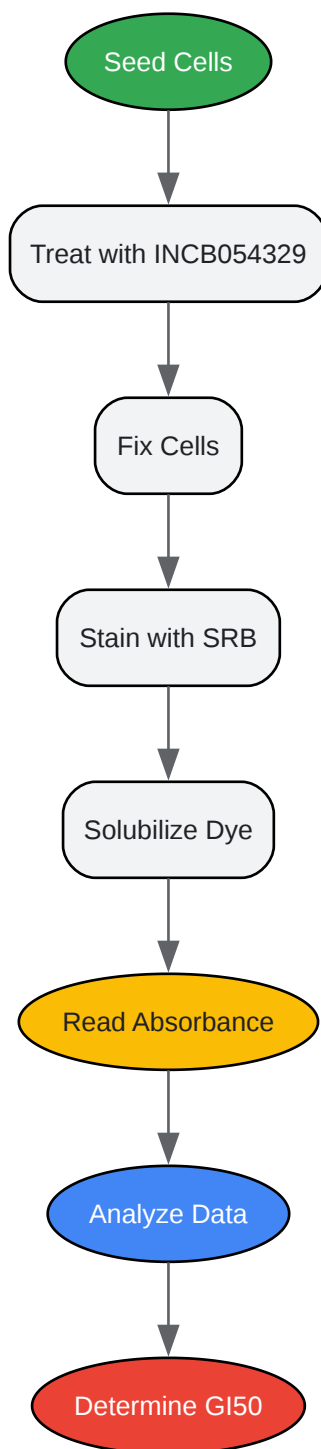 Seed Cells
Treat with INCB054329
Fix Cells
Stain with SRB
Solubilize Dye
Read Absorbance
Analyze Data
Determine GI50